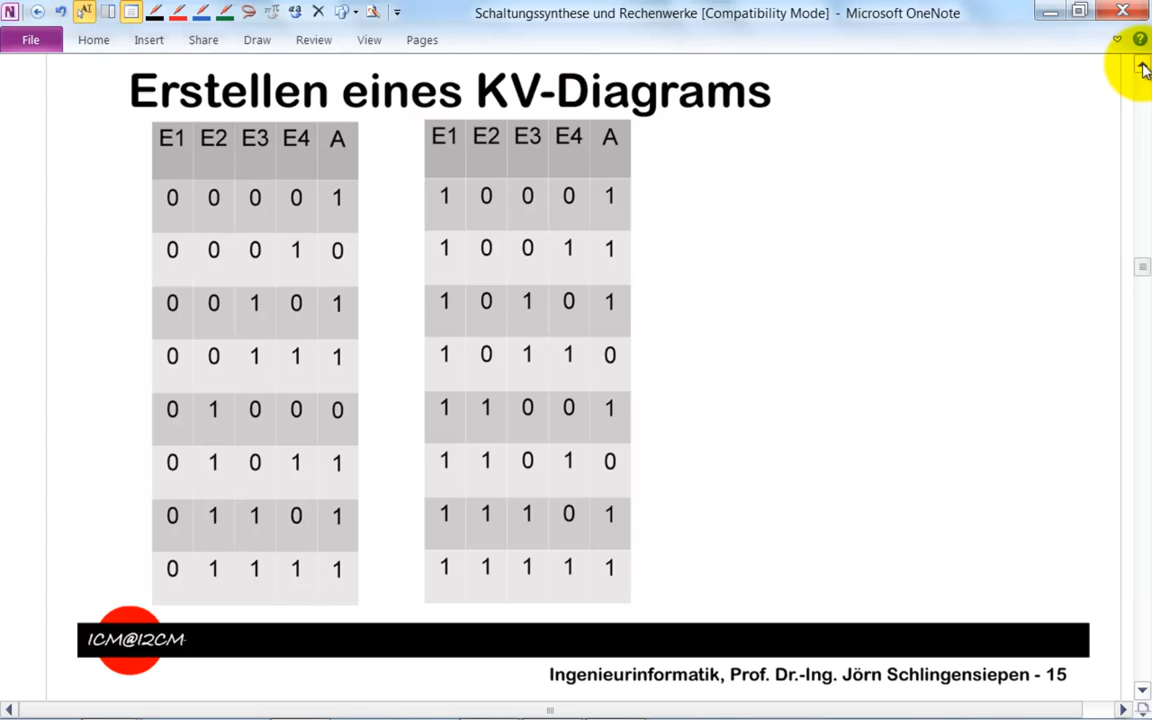 Schaltungssynthese und Rechenwerke [Compatibility Mode] - Microsoft OneNote
File Home Insert Share Draw Review View Pages
Erstellen eines KV-Diagrams
E1 E2 E3 E4 A
0 0 0 0 1
0 0 0 1 0
0 0 1 0 1
0 0 1 1 1
0 1 0 0 0
0 1 0 1 1
0 1 1 0 1
0 1 1 1 1
E1 E2 E3 E4 A
1 0 0 0 1
1 0 0 1 1
1 0 1 0 1
1 0 1 1 0
1 1 0 0 1
1 1 0 1 0
1 1 1 0 1
1 1 1 1 1
1CM@12CM
Ingenieurinformatik, Prof. Dr.-Ing. Jörn Schlingensiepen - 15